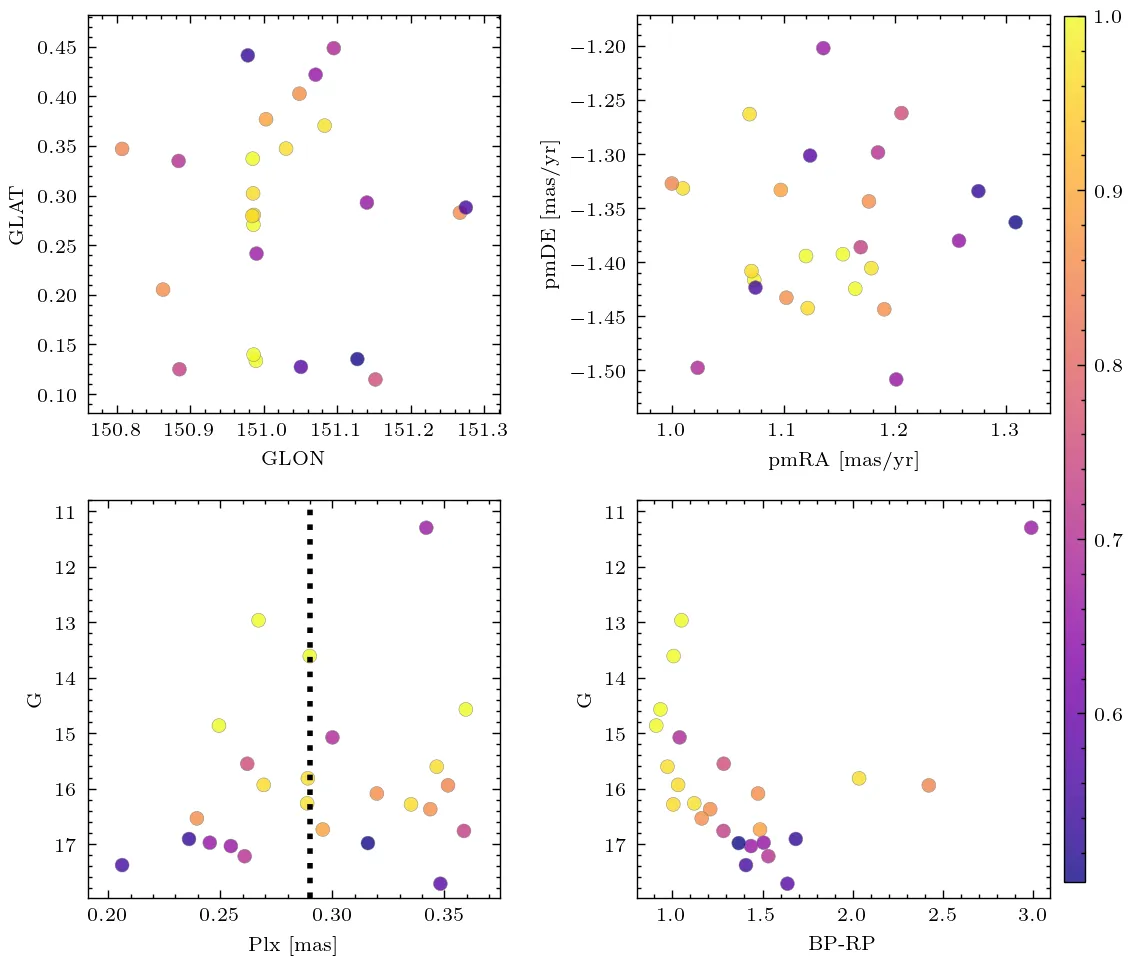 0.45
0.40
0.35
0.30
0.25
0.20
0.15
0.10
GLAT
150.8 150.9 151.0 151.1 151.2 151.3
GLON
−1.20
−1.25
−1.30
−1.35
−1.40
−1.45
−1.50
pmDE [mas/yr]
1.0 1.1 1.2 1.3
pmRA [mas/yr]
11
12
13
14
15
16
17
G
0.20 0.25 0.30 0.35
Plx [mas]
11
12
13
14
15
16
17
G
1.0 1.5 2.0 2.5 3.0
BP-RP
1.0
0.9
0.8
0.7
0.6